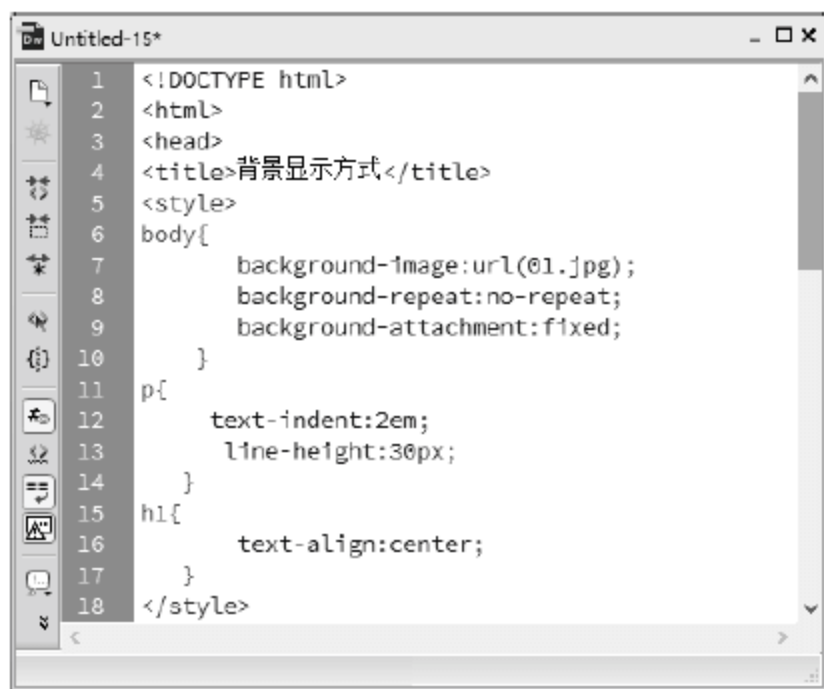 Untitled-15*
1 <!DOCTYPE html>
2 <html>
3 <head>
4 <title>背景显示方式</title>
5 <style>
6 body{
7 background-image:url(01.jpg);
8 background-repeat:no-repeat;
9 background-attachment:fixed;
10 }
11 p{
12 text-indent:2em;
13 line-height:30px;
14 }
15 h1{
16 text-align:center;
17 }
18 </style>